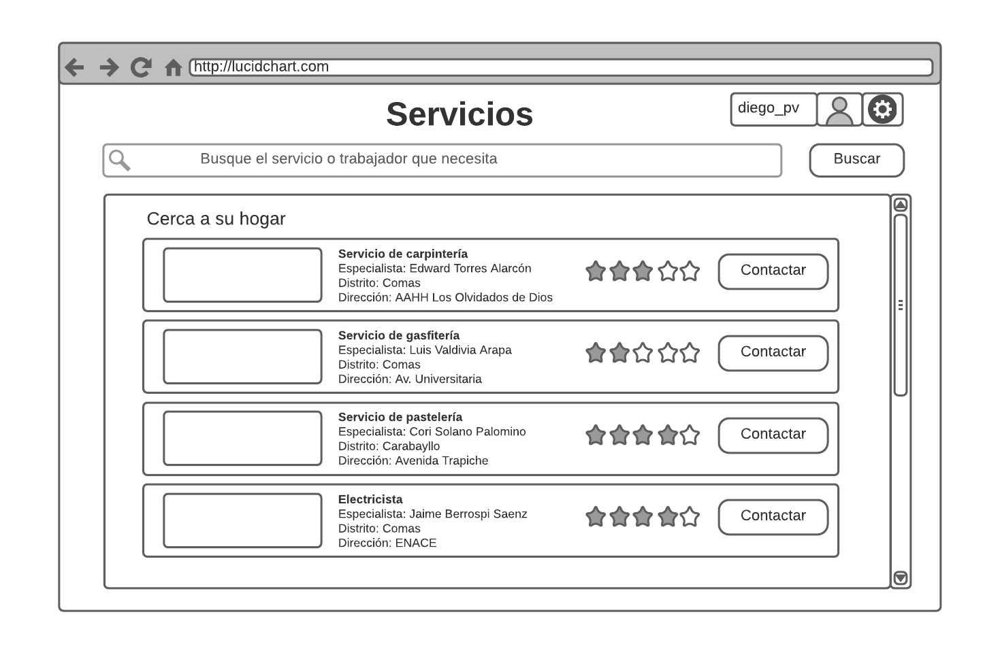 http://lucidchart.com
Servicios
diego_pv
Busque el servicio o trabajador que necesita
Buscar
Cerca a su hogar
Servicio de carpintería
Especialista: Edward Torres Alarcón
Distrito: Comas
Dirección: AAHH Los Olvidados de Dios
Contactar
Servicio de gasfitería
Especialista: Luis Valdivia Arapa
Distrito: Comas
Dirección: Av. Universitaria
Contactar
Servicio de pastelería
Especialista: Cori Solano Palomino
Distrito: Carabayllo
Dirección: Avenida Trapiche
Contactar
Electricista
Especialista: Jaime Berrospi Saenz
Distrito: Comas
Dirección: ENACE
Contactar